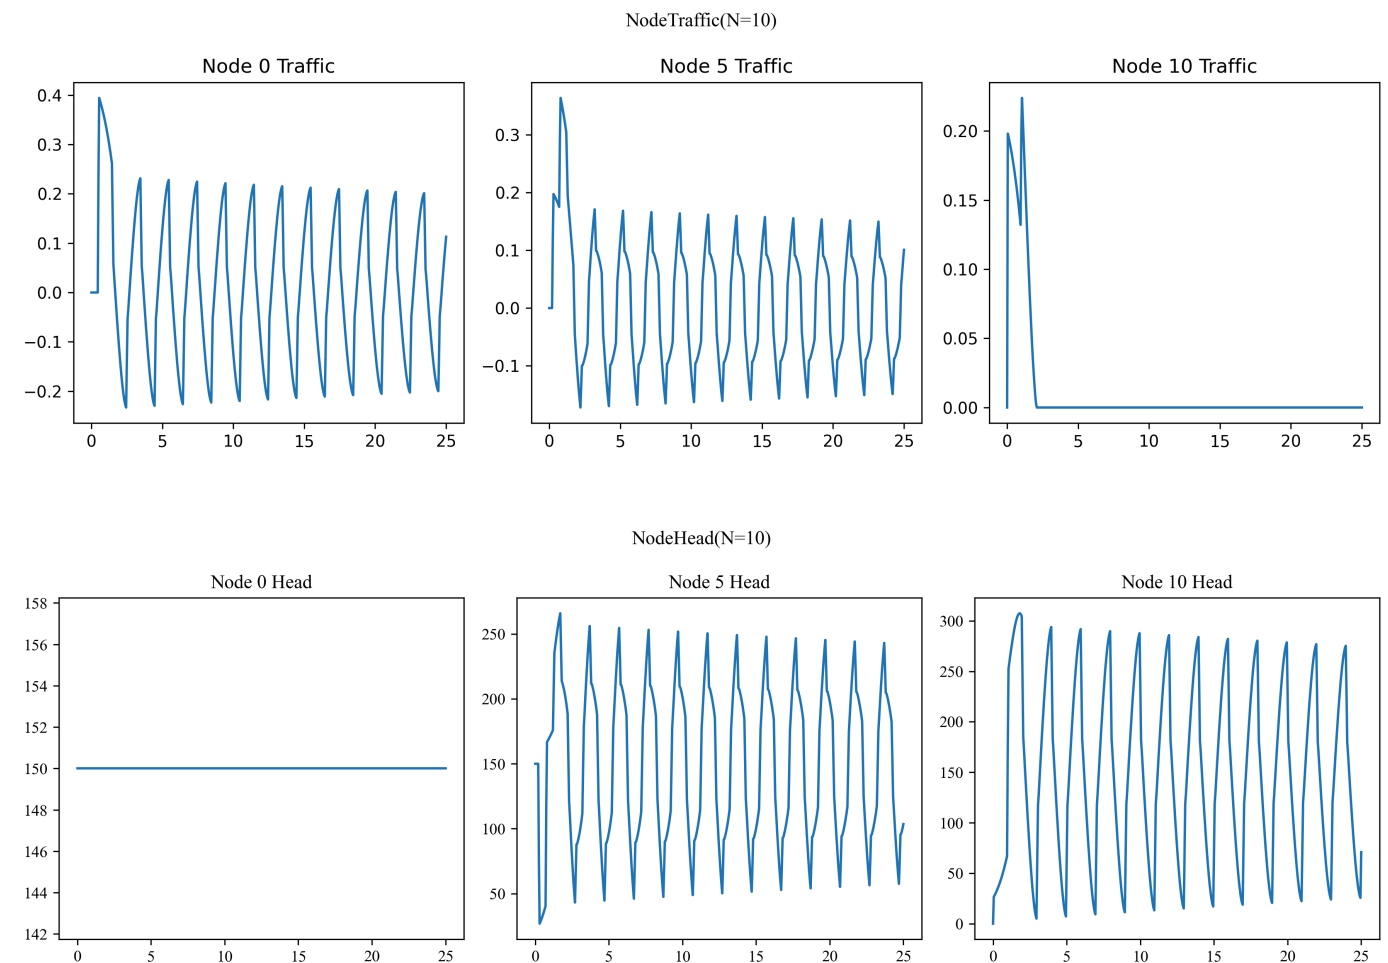 NodeTraffic(N=10)
Node 0 Traffic
Node 5 Traffic
Node 10 Traffic
0.4
0.3
0.2
0.1
0.0
−0.1
−0.2
0 5 10 15 20 25
0.3
0.2
0.1
0.0
−0.1
0 5 10 15 20 25
0.20
0.15
0.10
0.05
0.00
0 5 10 15 20 25
NodeHead(N=10)
Node 0 Head
Node 5 Head
Node 10 Head
158
156
154
152
150
148
146
144
142
0 5 10 15 20 25
250
200
150
100
50
0 5 10 15 20 25
300
250
200
150
100
50
0
0 5 10 15 20 25